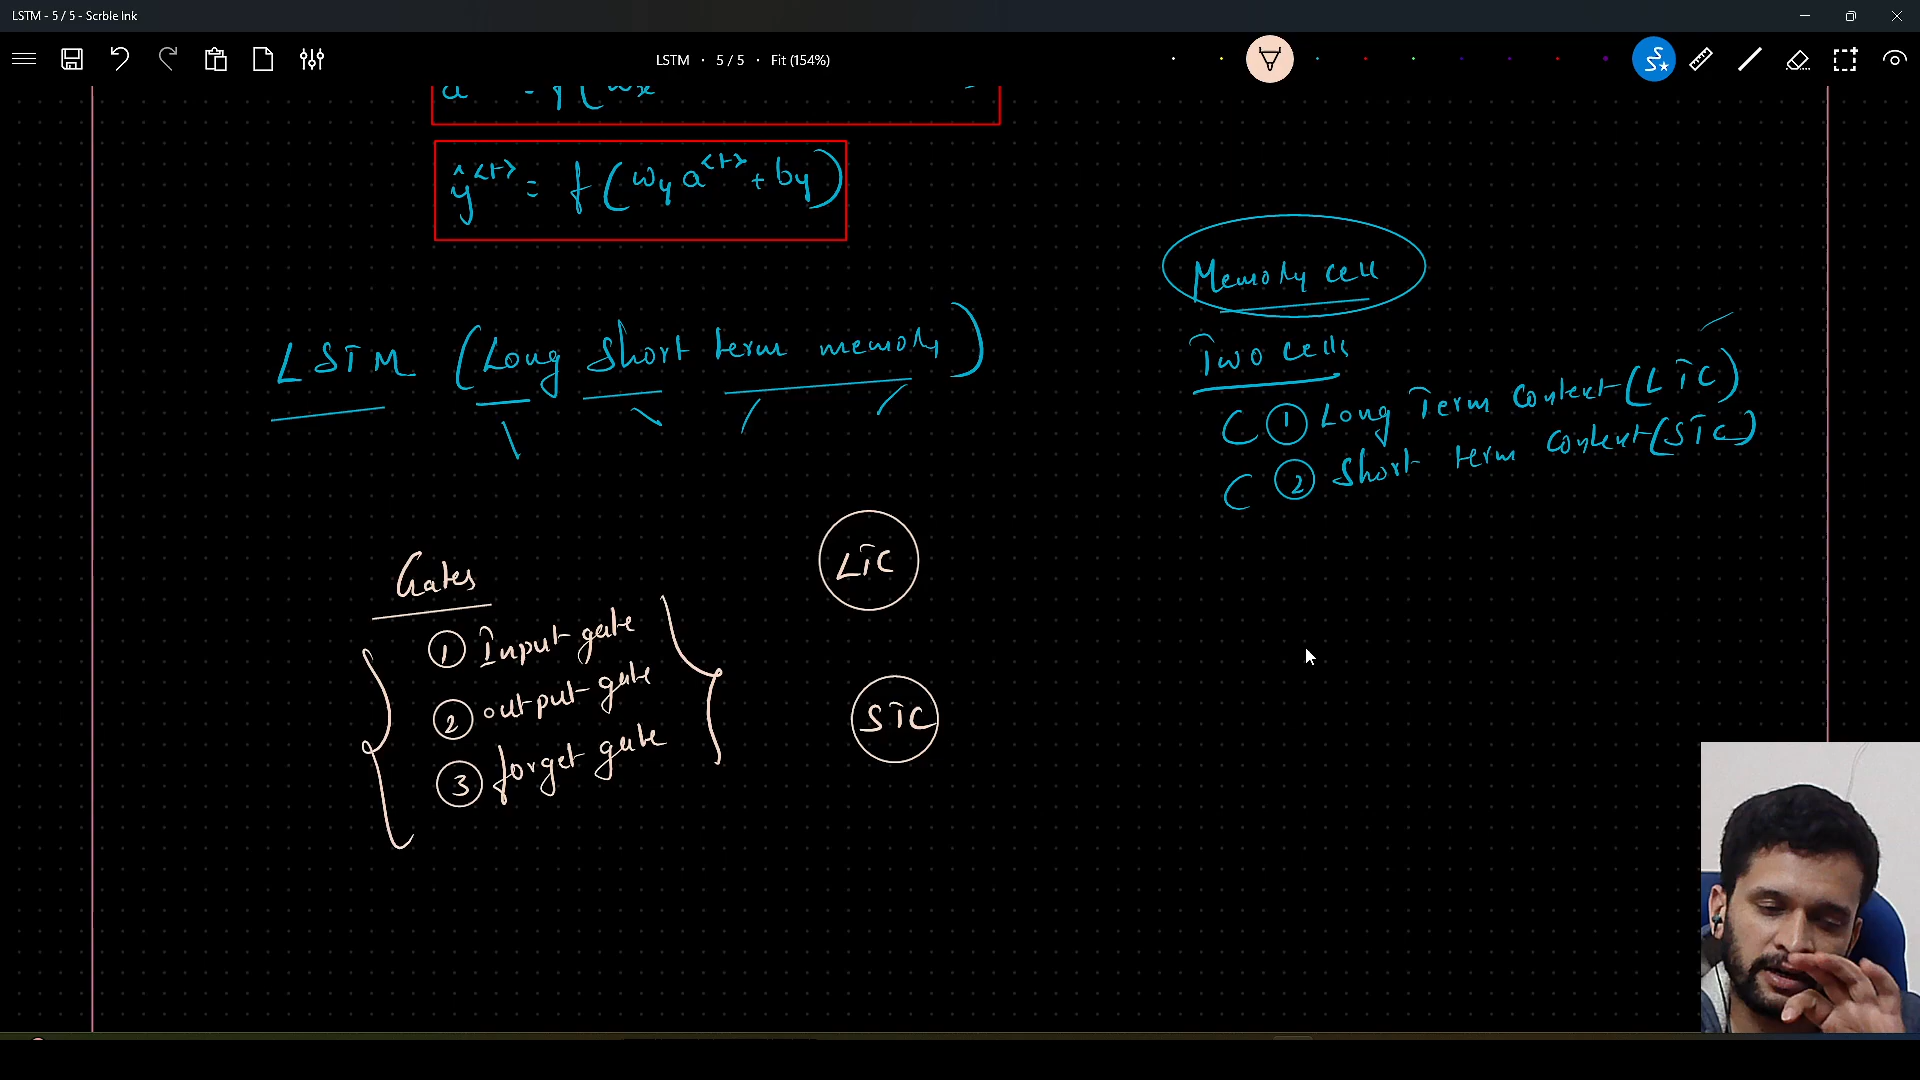 LSTM - 5 / 5 - Scrble Ink
LSTM · 5 / 5 · Fit (154%)
ŷ<t> = f(wy a<t> + by)
Memory cell
LSTM (Long Short term memory)
Two cells
C ① Long Term Context (LTC)
C ② Short term Context (STC)
Gates
① Input gate
② output gate
③ forget gate
LTC
STC